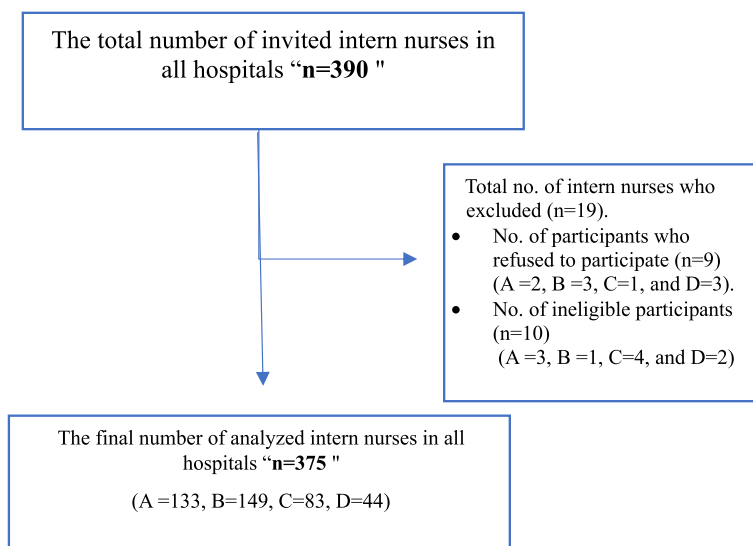 The total number of invited intern nurses in
all hospitals “n=390 "
Total no. of intern nurses who
excluded (n=19).
• No. of participants who
refused to participate (n=9)
(A =2, B =3, C=1, and D=3).
• No. of ineligible participants
(n=10)
(A =3, B =1, C=4, and D=2)
The final number of analyzed intern nurses in all
hospitals “n=375 "
(A =133, B=149, C=83, D=44)